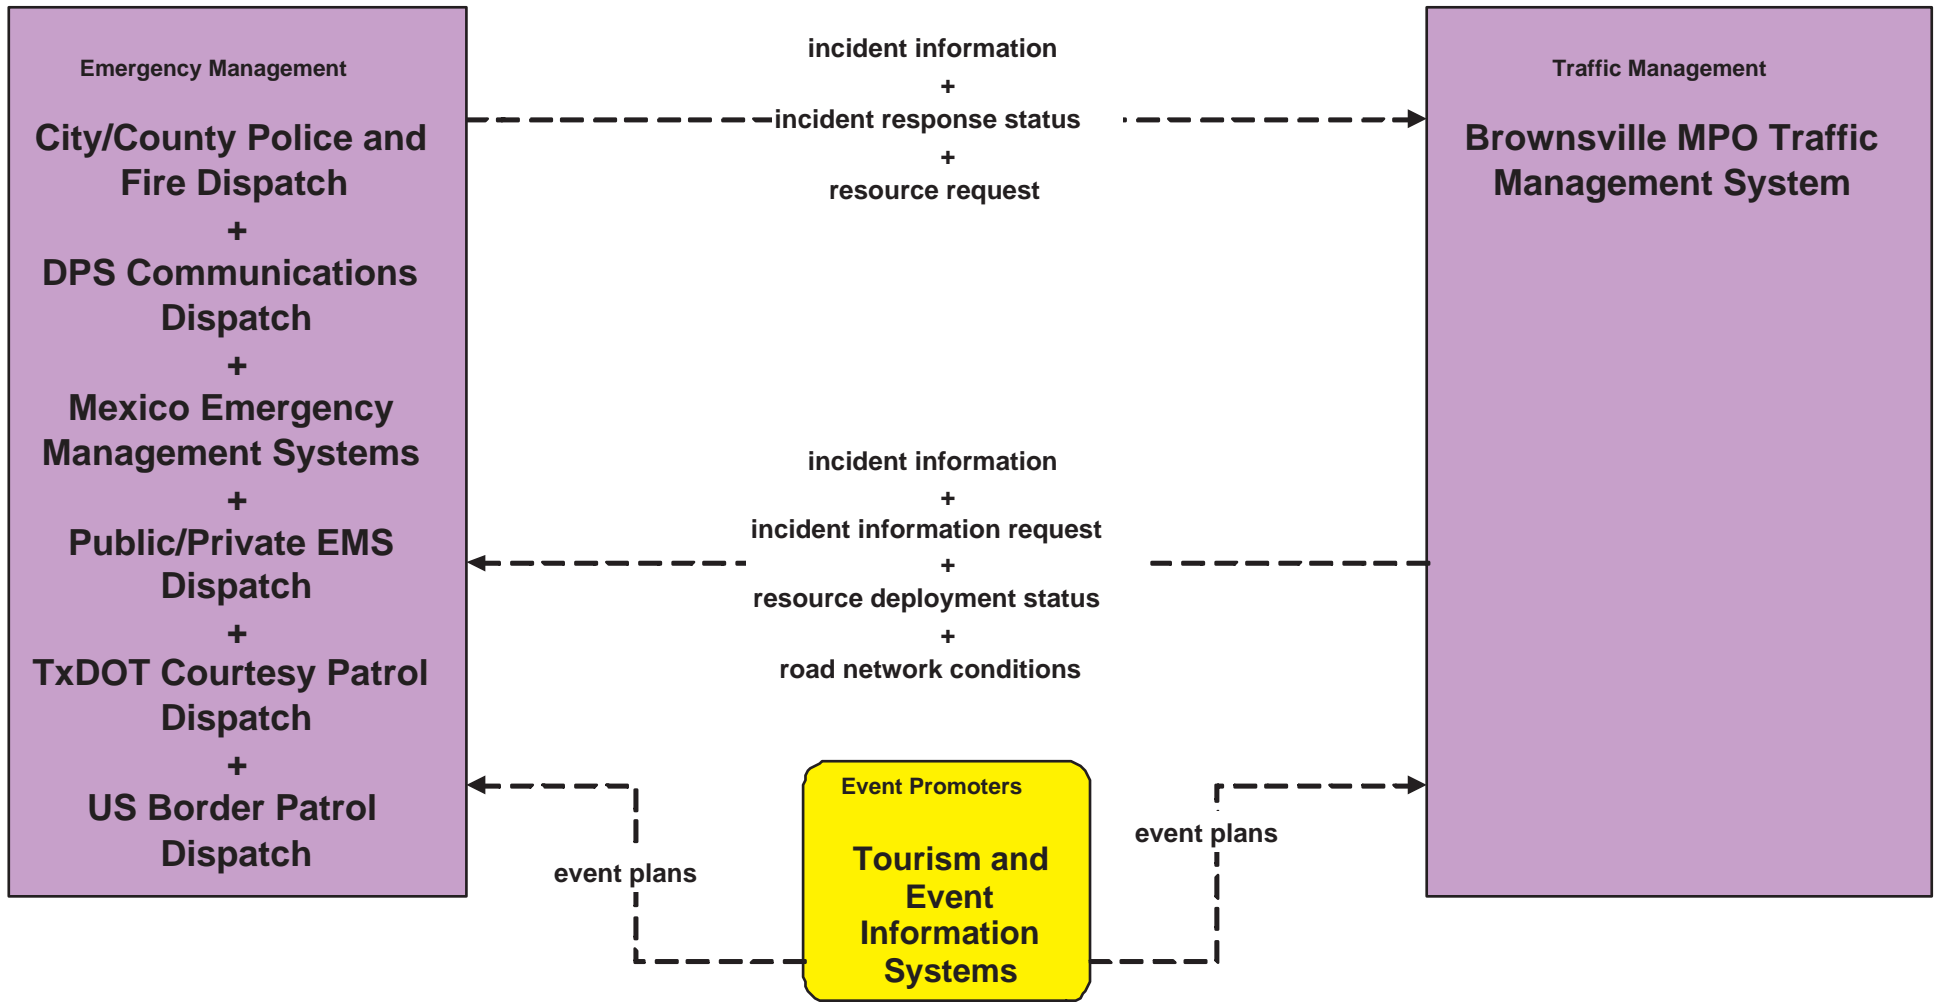 Emergency Management
City/County Police and
Fire Dispatch
+
DPS Communications
Dispatch
+
Mexico Emergency
Management Systems
+
Public/Private EMS
Dispatch
+
TxDOT Courtesy Patrol
Dispatch
+
US Border Patrol
Dispatch
incident information
+
incident response status
+
resource request
incident information
+
incident information request
+
resource deployment status
+
road network conditions
event plans
Event Promoters
Tourism and
Event
Information
Systems
event plans
Traffic Management
Brownsville MPO Traffic
Management System